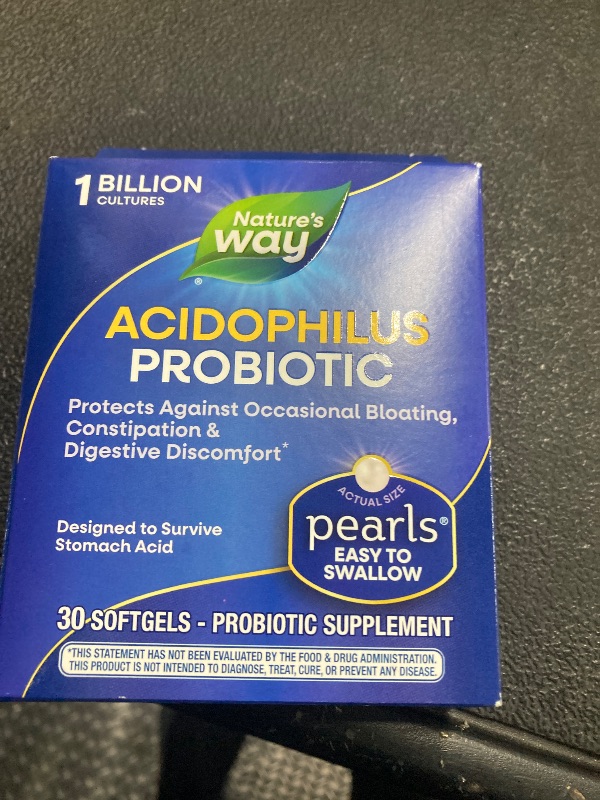 1 BILLION
CULTURES
Nature's
way
®
ACIDOPHILUS
PROBIOTIC
Protects Against Occasional Bloating,
Constipation &
Digestive Discomfort*
ACTUAL SIZE
pearls®
EASY TO
SWALLOW
Designed to Survive
Stomach Acid
30 SOFTGELS - PROBIOTIC SUPPLEMENT
*THIS STATEMENT HAS NOT BEEN EVALUATED BY THE FOOD & DRUG ADMINISTRATION.
THIS PRODUCT IS NOT INTENDED TO DIAGNOSE, TREAT, CURE, OR PREVENT ANY DISEASE.